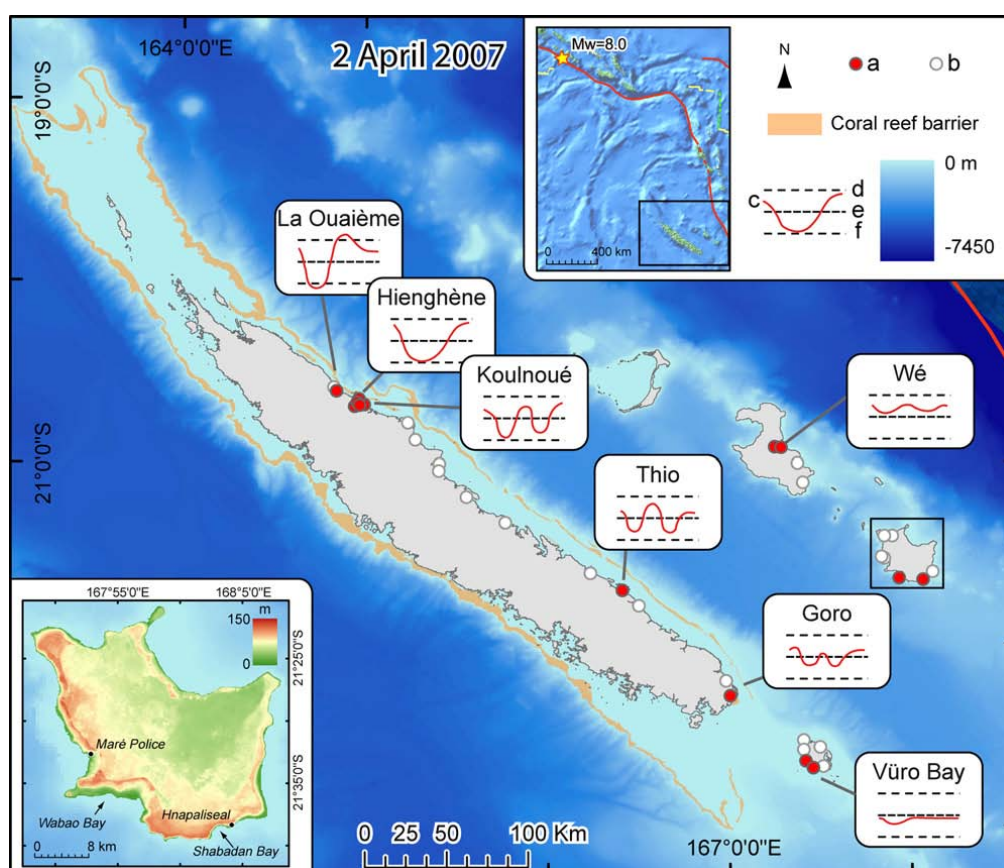 164°0'0"E
2 April 2007
19°0'0"S
Mw=8.0
0 400 km
N
a
b
Coral reef barrier
c
d
e
f
0 m
-7450
La Ouaième
Hienghène
Koulnoué
Wé
21°0'0"S
Thio
Goro
Vüro Bay
167°55'0"E
168°5'0"E
m
150
0
21°25'0"S
21°35'0"S
Maré Police
Wabao Bay
Hnapaliseal
Shabadan Bay
0 8 km
0 25 50 100 Km
167°0'0"E